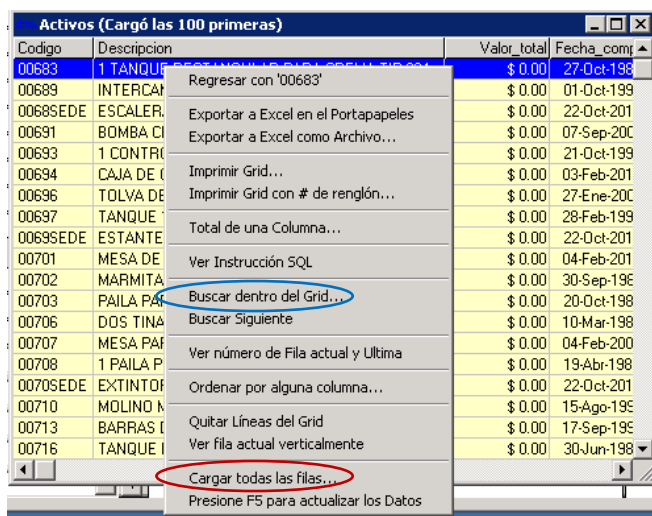 Activos (Cargó las 100 primeras)
Codigo Descripcion Valor_total Fecha_comp
00683 1 TANQUE $ 0.00 27-Oct-198
00689 $ 0.00 01-Oct-199
0068SEDE ESCALER $ 0.00 22-Oct-201
00691 BOMBA $ 0.00 07-Sep-200
00693 1 CONTR $ 0.00 21-Oct-199
00694 CAJA DE $ 0.00 03-Feb-201
00696 TOLVA DE $ 0.00 27-Ene-200
00697 TANQUE $ 0.00 28-Feb-199
0069SEDE ESTANTE $ 0.00 22-Oct-201
00701 MESA DE $ 0.00 04-Feb-201
00702 MARMITA $ 0.00 30-Sep-198
00703 PAILA $ 0.00 20-Oct-198
00706 DOS TINA $ 0.00 10-Mar-198
00707 MESA $ 0.00 04-Feb-200
00708 1 PAILA P $ 0.00 19-Abr-198
0070SEDE $ 0.00 22-Oct-201
00710 MOLINO $ 0.00 15-Ago-199
00713 BARRAS $ 0.00 17-Sep-199
00716 TANQUE $ 0.00 30-Jun-198
Regresar con '00683'
Exportar a Excel en el Portapapeles
Exportar a Excel como Archivo...
Imprimir Grid...
Imprimir Grid con # de renglón...
Total de una Columna...
Ver Instrucción SQL
Buscar dentro del Grid...
Buscar Siguiente
Ver número de Fila actual y Ultima
Ordenar por alguna columna...
Quitar Líneas del Grid
Ver fila actual verticalmente
Cargar todas las filas...
Presione F5 para actualizar los Datos